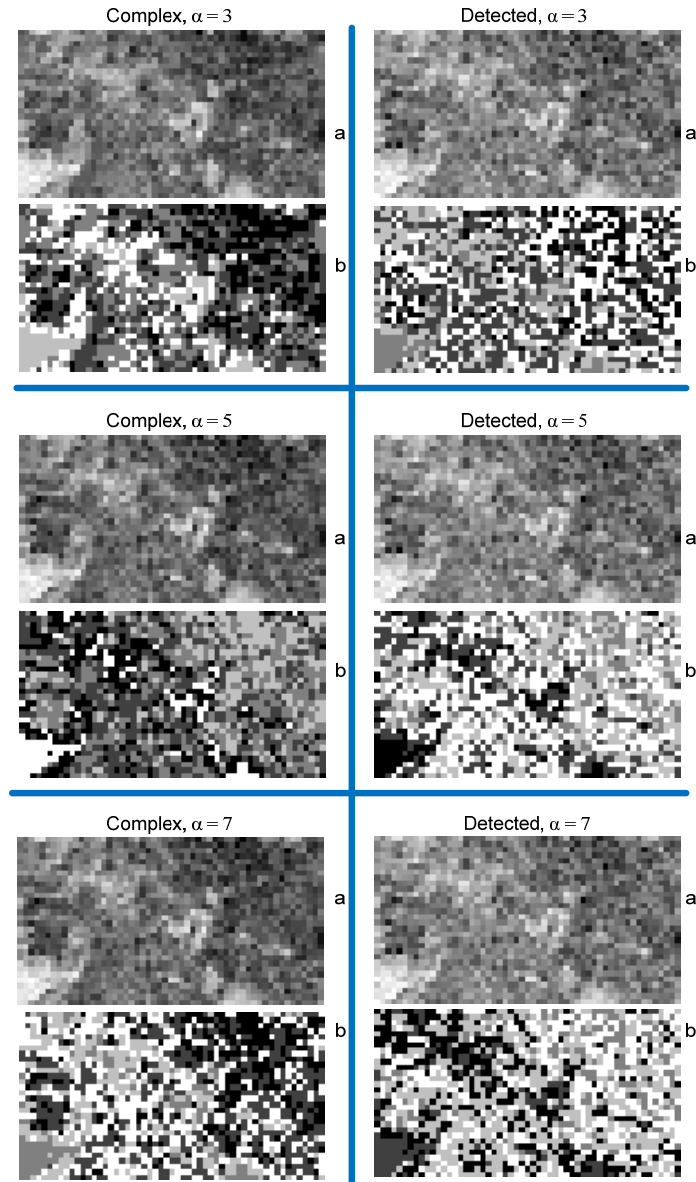 Complex, α = 3
Detected, α = 3
a
a
b
b
Complex, α = 5
Detected, α = 5
a
a
b
b
Complex, α = 7
Detected, α = 7
a
a
b
b